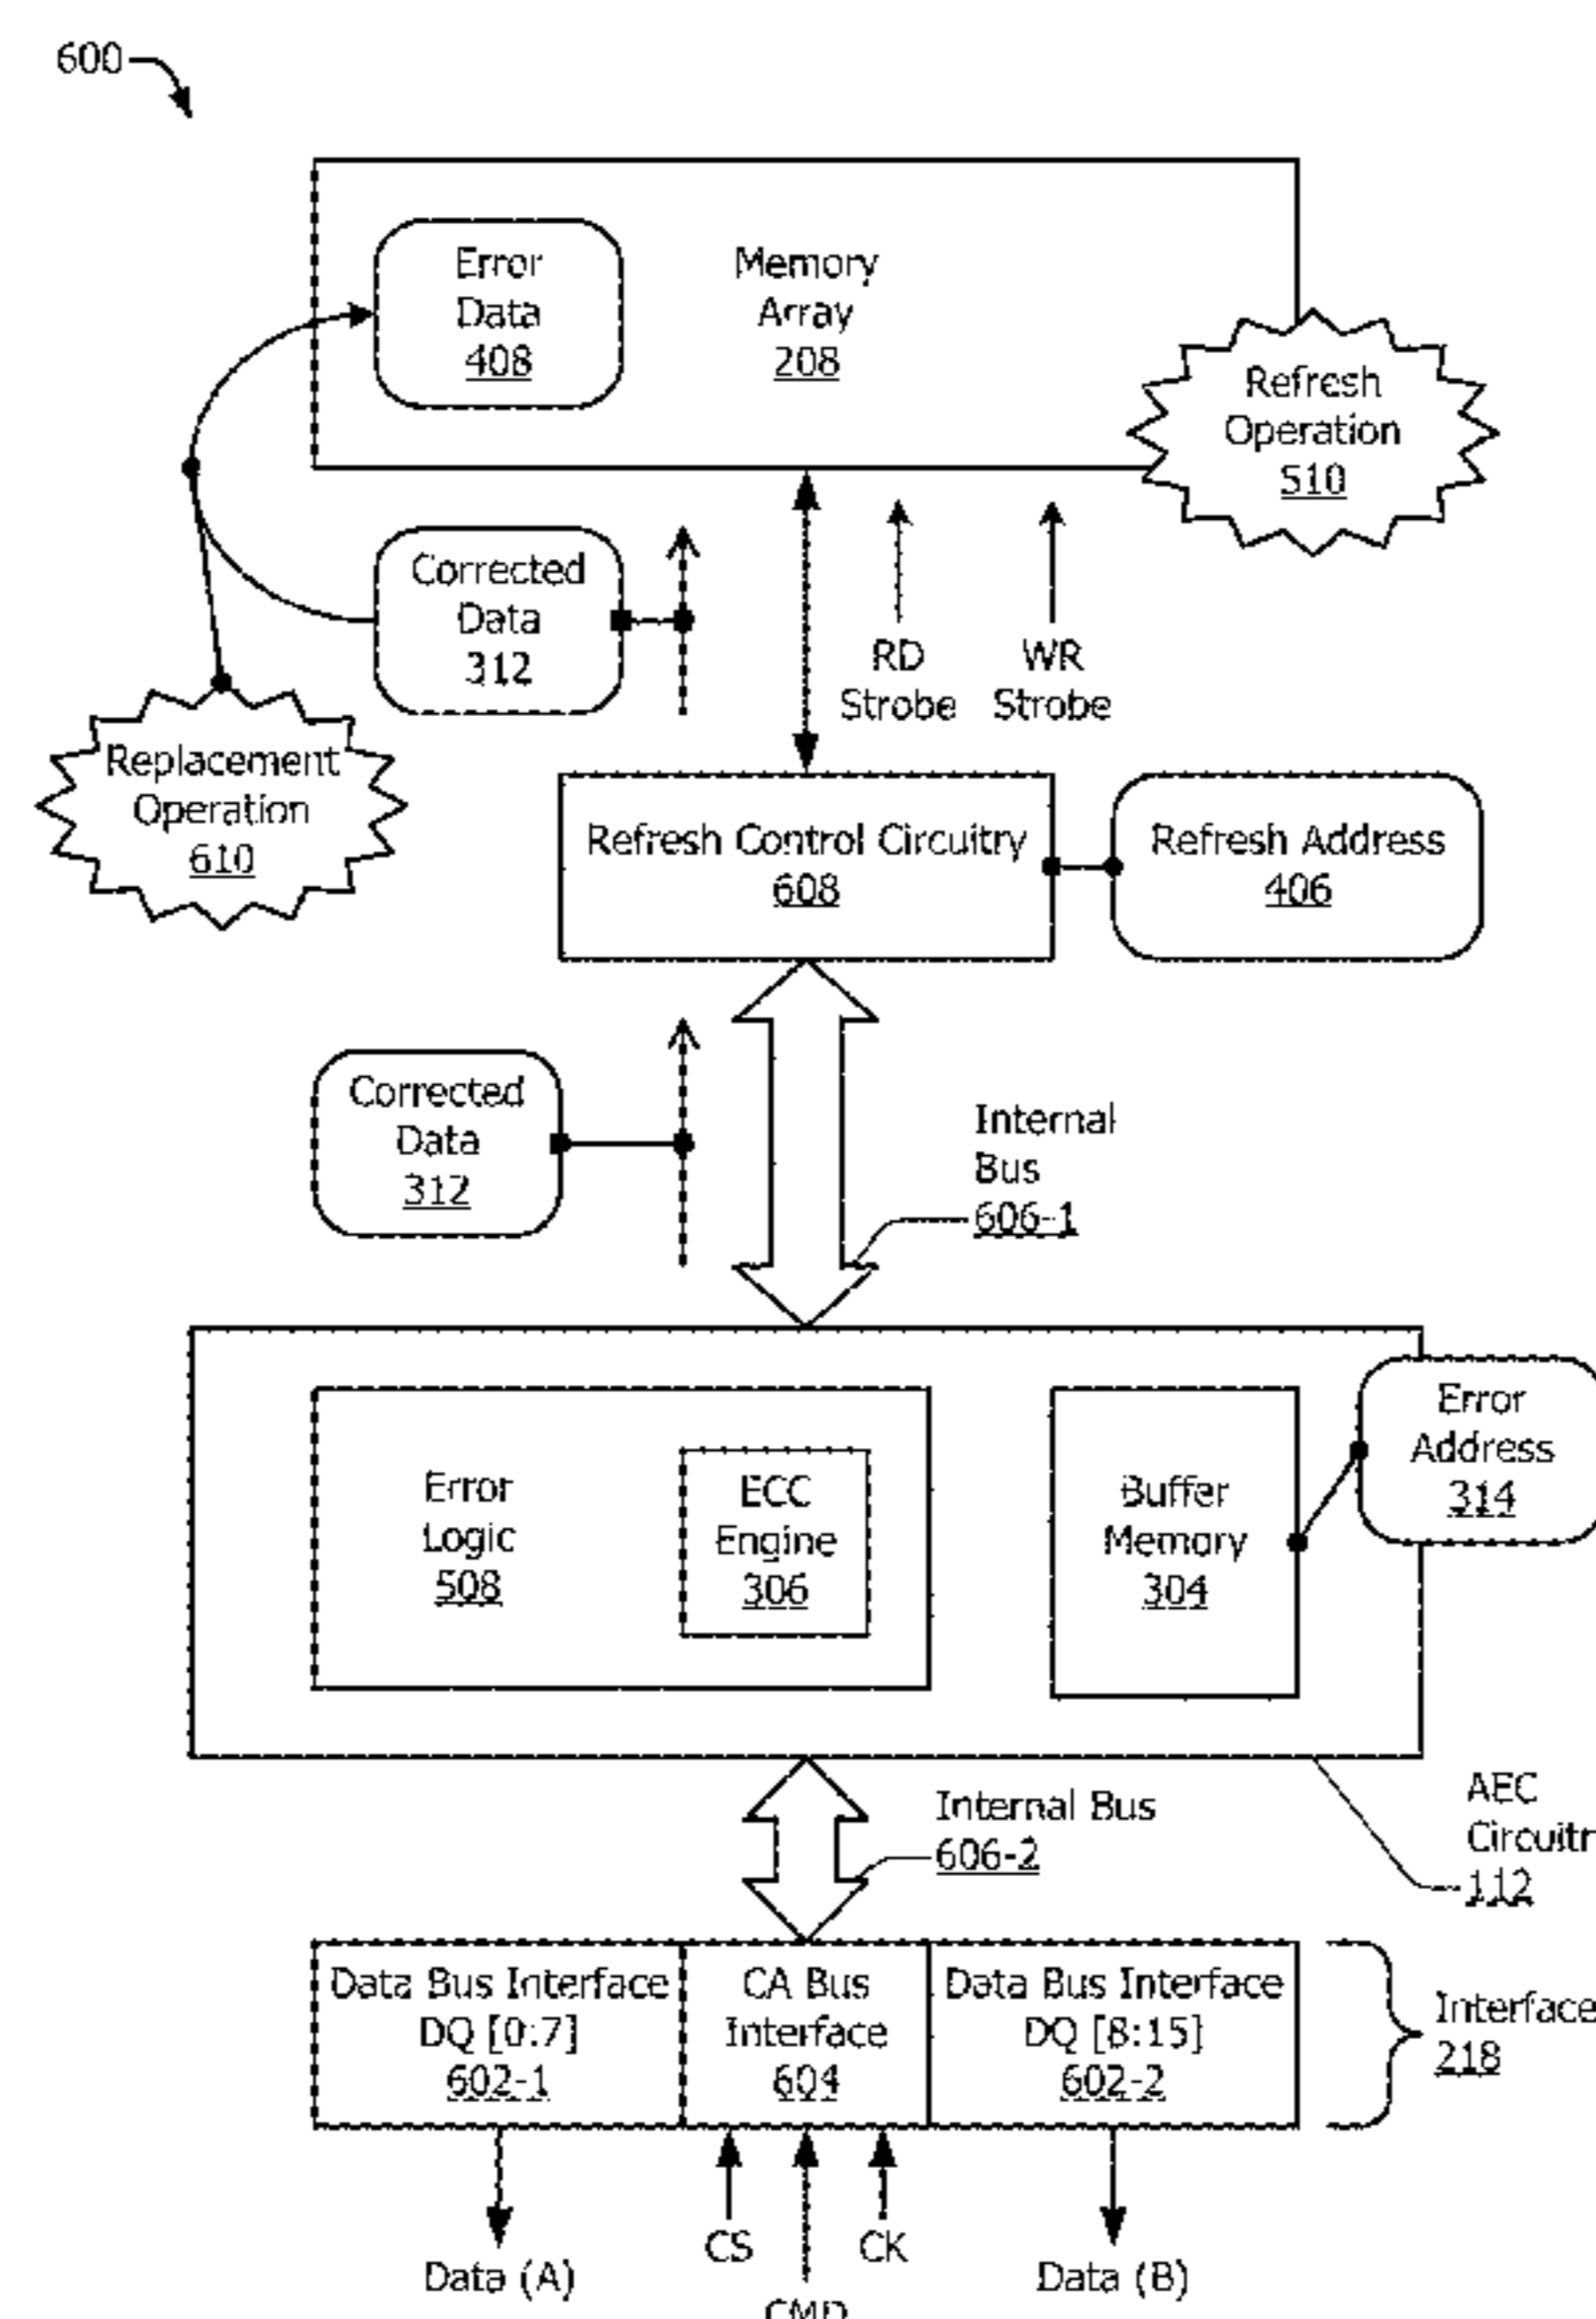 600
Error
Data
408
Memory
Array
208
Refresh
Operation
510
Corrected
Data
312
RD
Strobe
WR
Strobe
Replacement
Operation
610
Refresh Control Circuitry
608
Refresh Address
406
Corrected
Data
312
Internal
Bus
606-1
Error
Logic
508
ECC
Engine
306
Buffer
Memory
304
Error
Address
314
Internal Bus
606-2
AEC
Circuitr
112
Data Bus Interface
DQ [0:7]
602-1
CA Bus
Interface
604
Data Bus Interface
DQ [8:15]
602-2
Interface
218
CS
CK
Data (A)
Data (B)
CMD